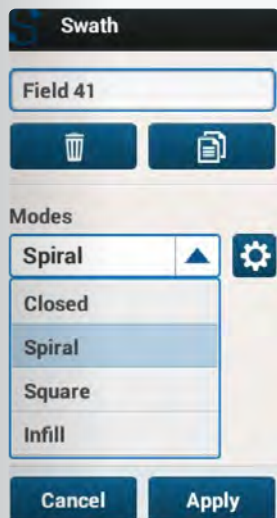 Swath
Field 41
Modes
Spiral
Closed
Spiral
Square
Infill
Cancel Apply